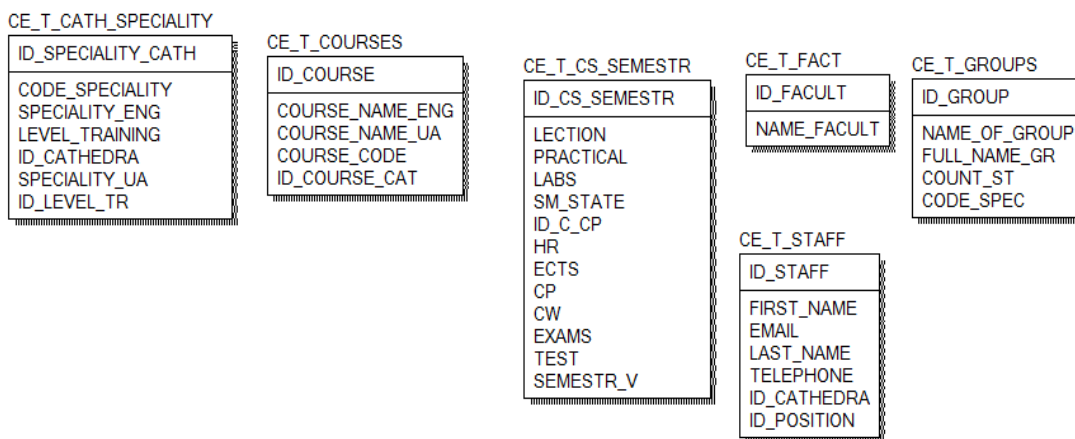 CE_T_CATH_SPECIALITY
ID_SPECIALITY_CATH
CODE_SPECIALITY
SPECIALITY_ENG
LEVEL_TRAINING
ID_CATHEDRA
SPECIALITY_UA
ID_LEVEL_TR
CE_T_COURSES
ID_COURSE
COURSE_NAME_ENG
COURSE_NAME_UA
COURSE_CODE
ID_COURSE_CAT
CE_T_CS_SEMESTR
ID_CS_SEMESTR
LECTION
PRACTICAL
LABS
SM_STATE
ID_C_CP
HR
ECTS
CP
CW
EXAMS
TEST
SEMESTR_V
CE_T_FACT
ID_FACULT
NAME_FACULT
CE_T_GROUPS
ID_GROUP
NAME_OF_GROUP
FULL_NAME_GR
COUNT_ST
CODE_SPEC
CE_T_STAFF
ID_STAFF
FIRST_NAME
EMAIL
LAST_NAME
TELEPHONE
ID_CATHEDRA
ID_POSITION